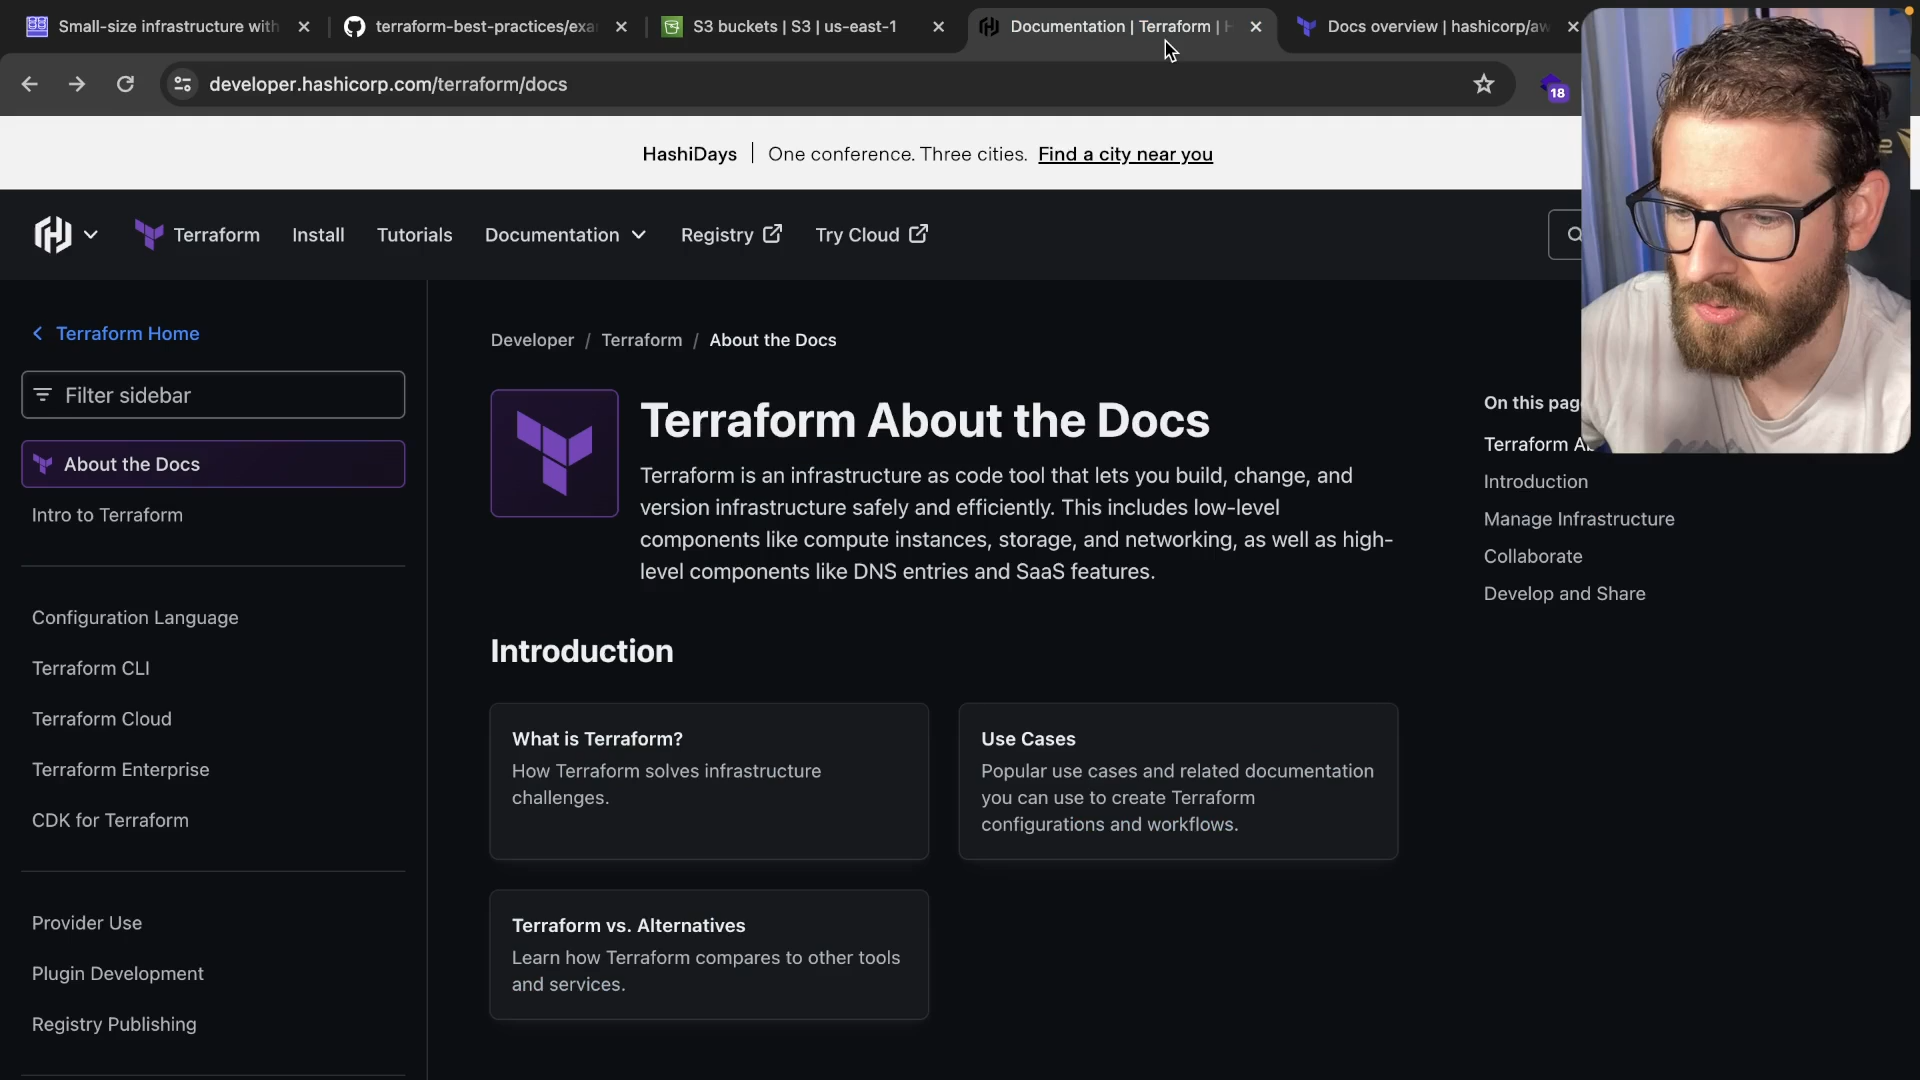 Small-size infrastructure with
terraform-best-practices/exa
S3 buckets | S3 | us-east-1
Documentation | Terraform | H
Docs overview | hashicorp/aw
developer.hashicorp.com/terraform/docs
18
HashiDays | One conference. Three cities. Find a city near you
Terraform
Install
Tutorials
Documentation
Registry
Try Cloud
Terraform Home
Filter sidebar
About the Docs
Intro to Terraform
Configuration Language
Terraform CLI
Terraform Cloud
Terraform Enterprise
CDK for Terraform
Provider Use
Plugin Development
Registry Publishing
Developer / Terraform / About the Docs
Terraform About the Docs
Terraform is an infrastructure as code tool that lets you build, change, and
version infrastructure safely and efficiently. This includes low-level
components like compute instances, storage, and networking, as well as high-
level components like DNS entries and SaaS features.
Introduction
What is Terraform?
How Terraform solves infrastructure
challenges.
Use Cases
Popular use cases and related documentation
you can use to create Terraform
configurations and workflows.
Terraform vs. Alternatives
Learn how Terraform compares to other tools
and services.
On this pag
Terraform Ab
Introduction
Manage Infrastructure
Collaborate
Develop and Share